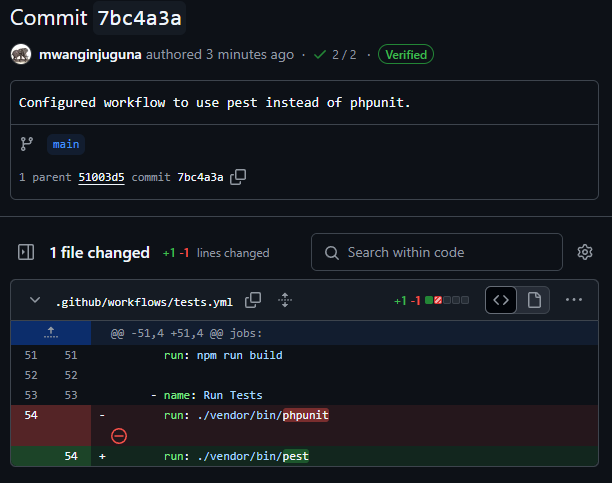 Commit 7bc4a3a
mwanginjuguna authored 3 minutes ago · 2 / 2 · Verified
Configured workflow to use pest instead of phpunit.
main
1 parent 51003d5 commit 7bc4a3a
1 file changed +1 -1 lines changed Search within code
.github/workflows/tests.yml +1 -1
@@ -51,4 +51,4 @@ jobs:
51 51 run: npm run build
52 52
53 53 - name: Run Tests
54 - run: ./vendor/bin/phpunit
54 + run: ./vendor/bin/pest